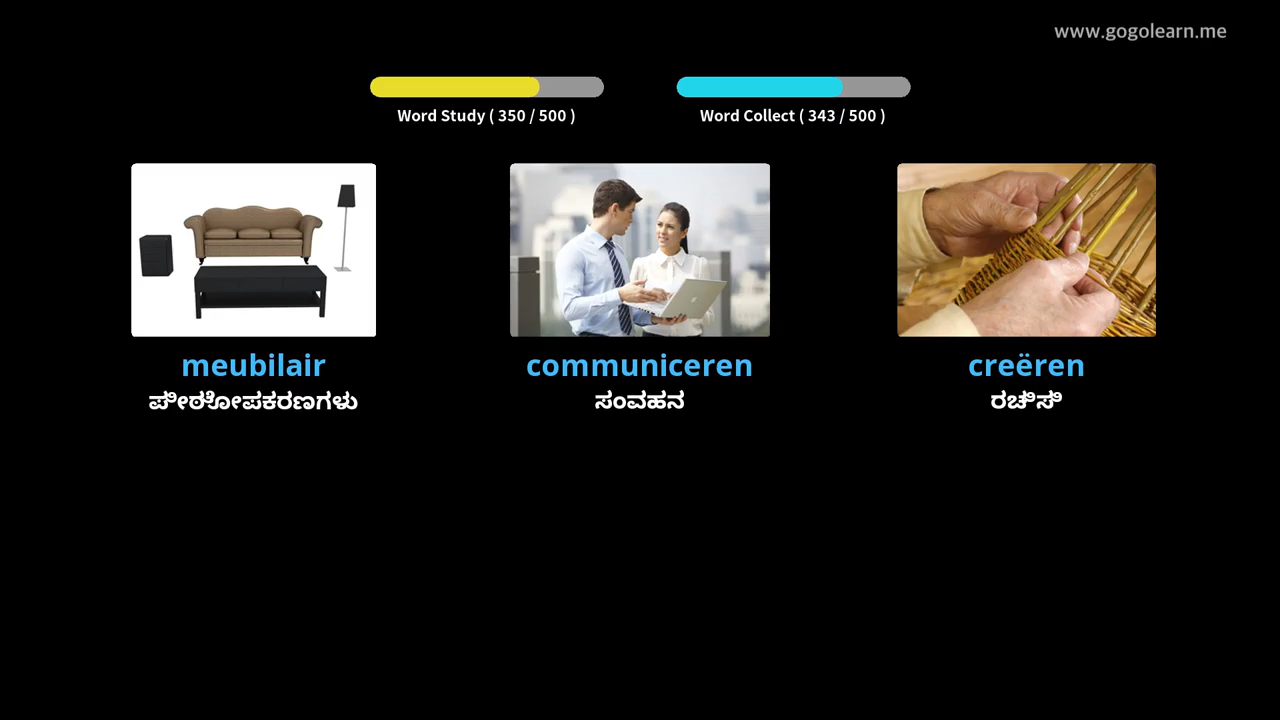 www.gogolearn.me
Word Study ( 350 / 500 )
Word Collect ( 343 / 500 )
meubilair
communiceren
creëren
ಪೀಠೋಪಕರಣಗಳು
ಸಂವಹನ
ರಚಿಸಿ